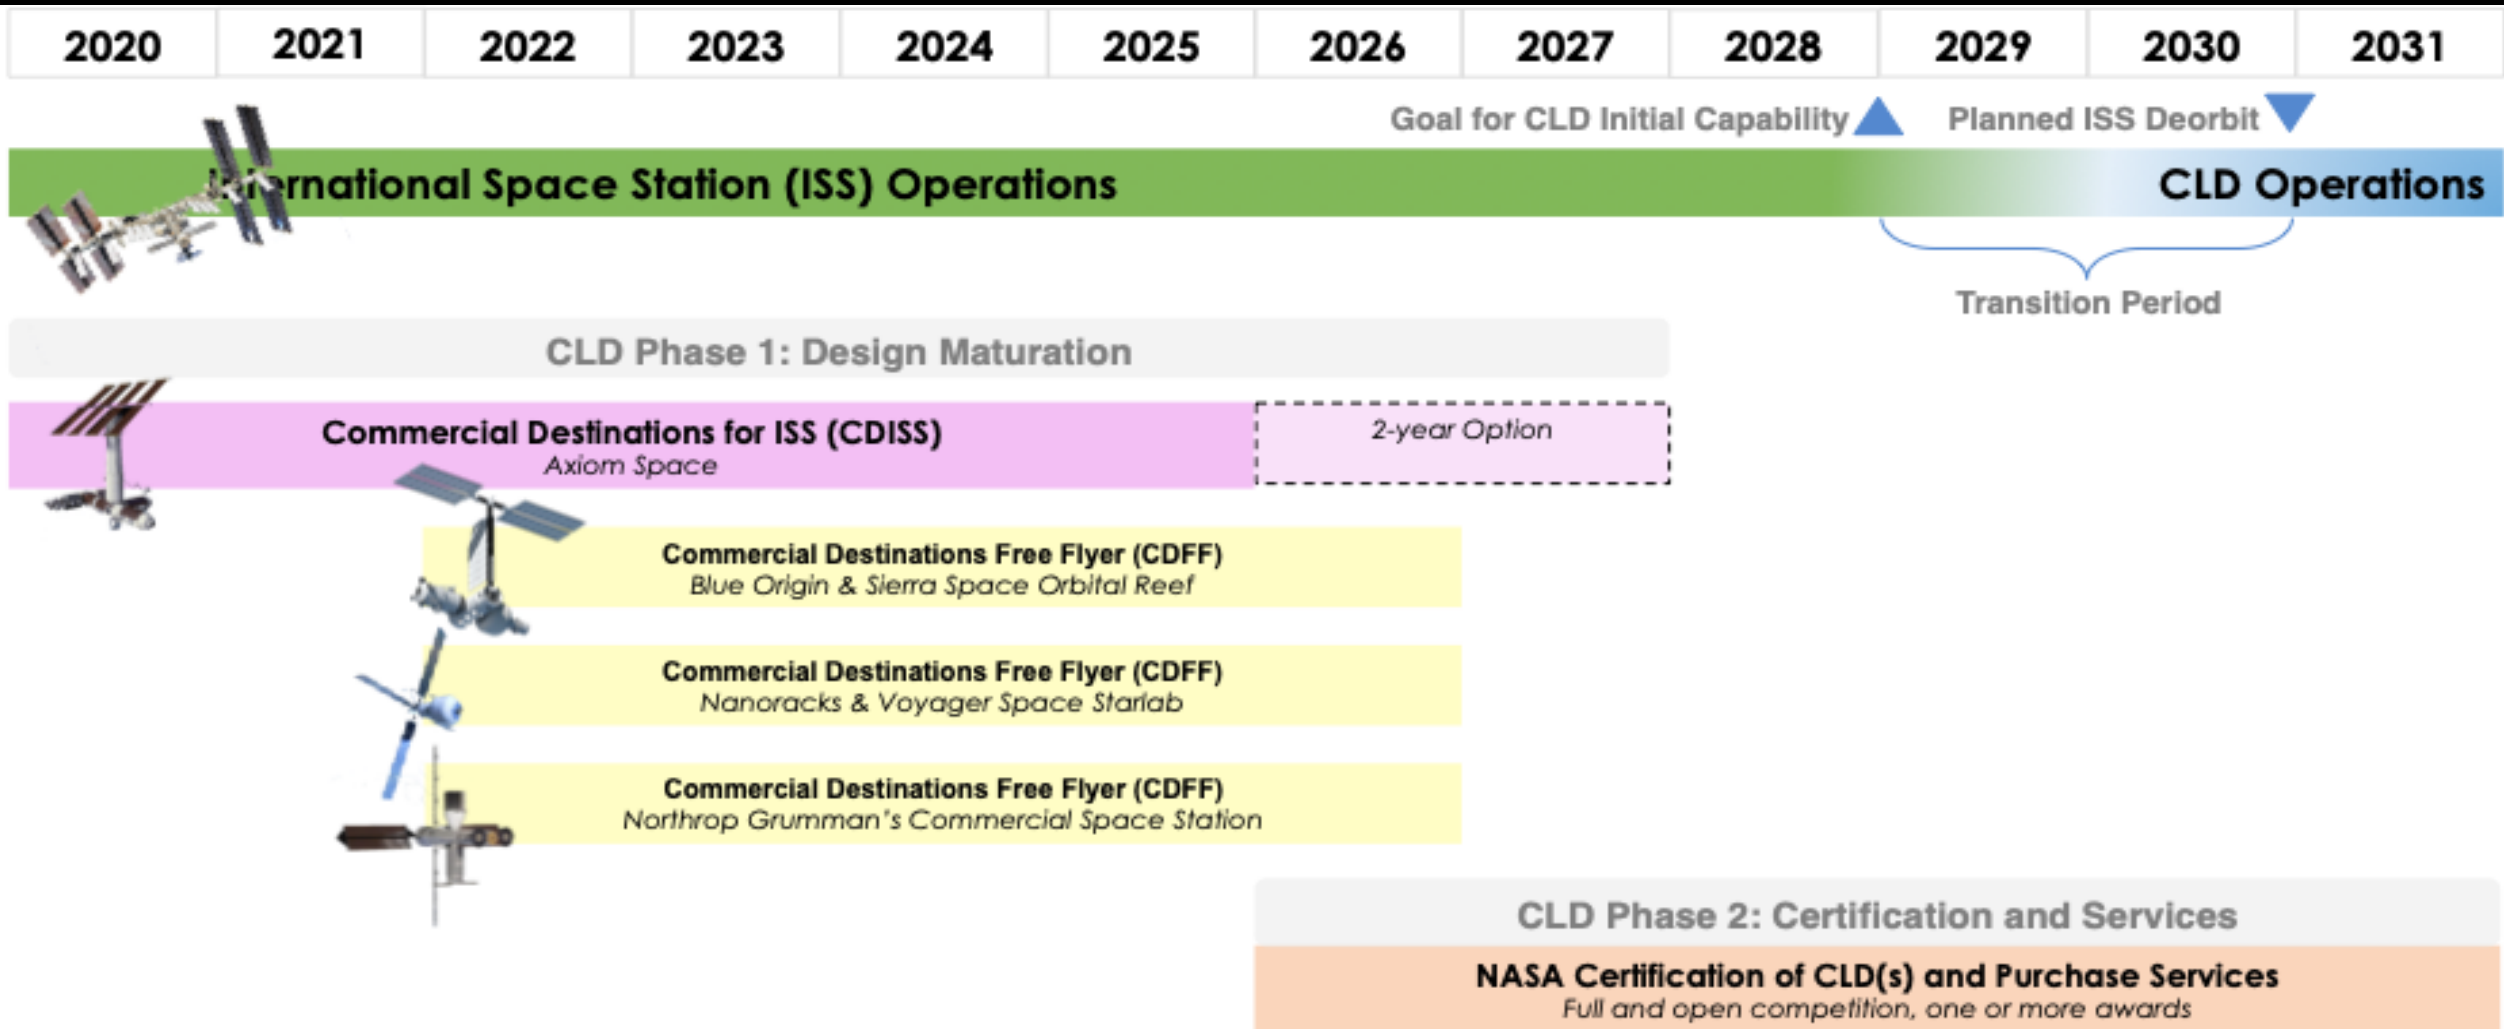 2020 2021 2022 2023 2024 2025 2026 2027 2028 2029 2030 2031
Goal for CLD Initial Capability Planned ISS Deorbit
International Space Station (ISS) Operations CLD Operations
Transition Period
CLD Phase 1: Design Maturation
Commercial Destinations for ISS (CDISS)
Axiom Space
2-year Option
Commercial Destinations Free Flyer (CDFF)
Blue Origin & Sierra Space Orbital Reef
Commercial Destinations Free Flyer (CDFF)
Nanoracks & Voyager Space Starlab
Commercial Destinations Free Flyer (CDFF)
Northrop Grumman's Commercial Space Station
CLD Phase 2: Certification and Services
NASA Certification of CLD(s) and Purchase Services
Full and open competition, one or more awards